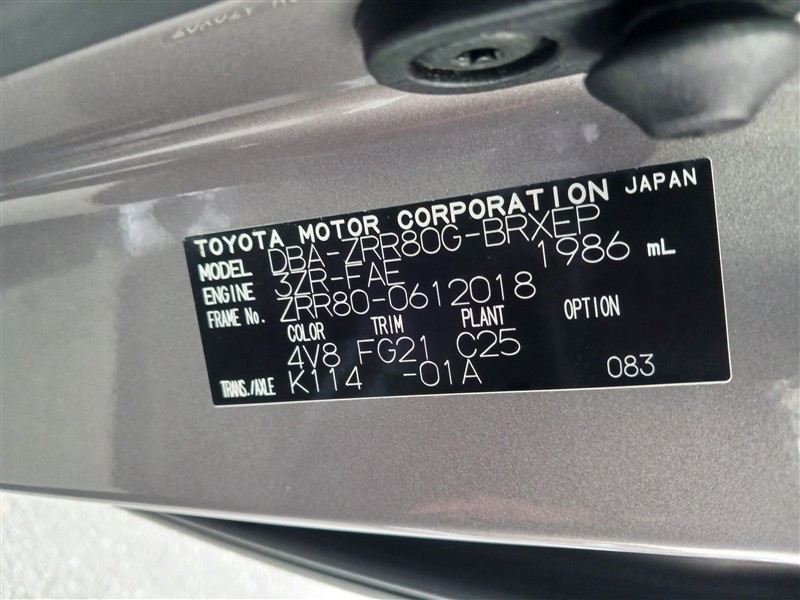 TOYOTA MOTOR CORPORATION JAPAN
MODEL DBA-ZRR80G-BRXEP
ENGINE 3ZR-FAE 1986 mL
FRAME No. ZRR80-0612018
COLOR TRIM PLANT OPTION
4V8 FG21 C25
TRANS./AXLE K114 -01A 083